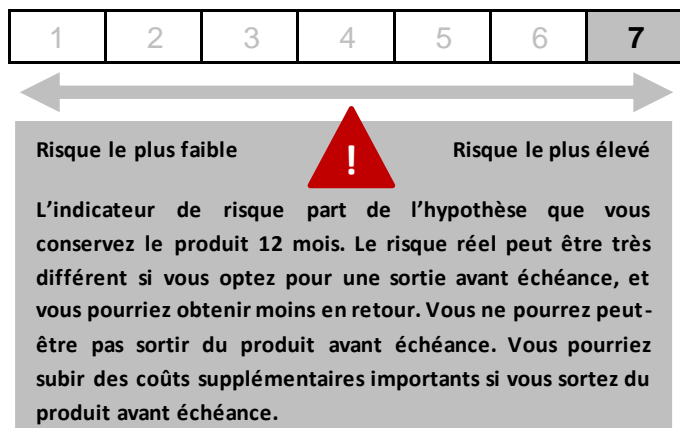 1 2 3 4 5 6 7
!
Risque le plus faible Risque le plus élevé
L’indicateur de risque part de l’hypothèse que vous
conservez le produit 12 mois. Le risque réel peut être très
différent si vous optez pour une sortie avant échéance, et
vous pourriez obtenir moins en retour. Vous ne pourrez peut-
être pas sortir du produit avant échéance. Vous pourriez
subir des coûts supplémentaires importants si vous sortez du
produit avant échéance.